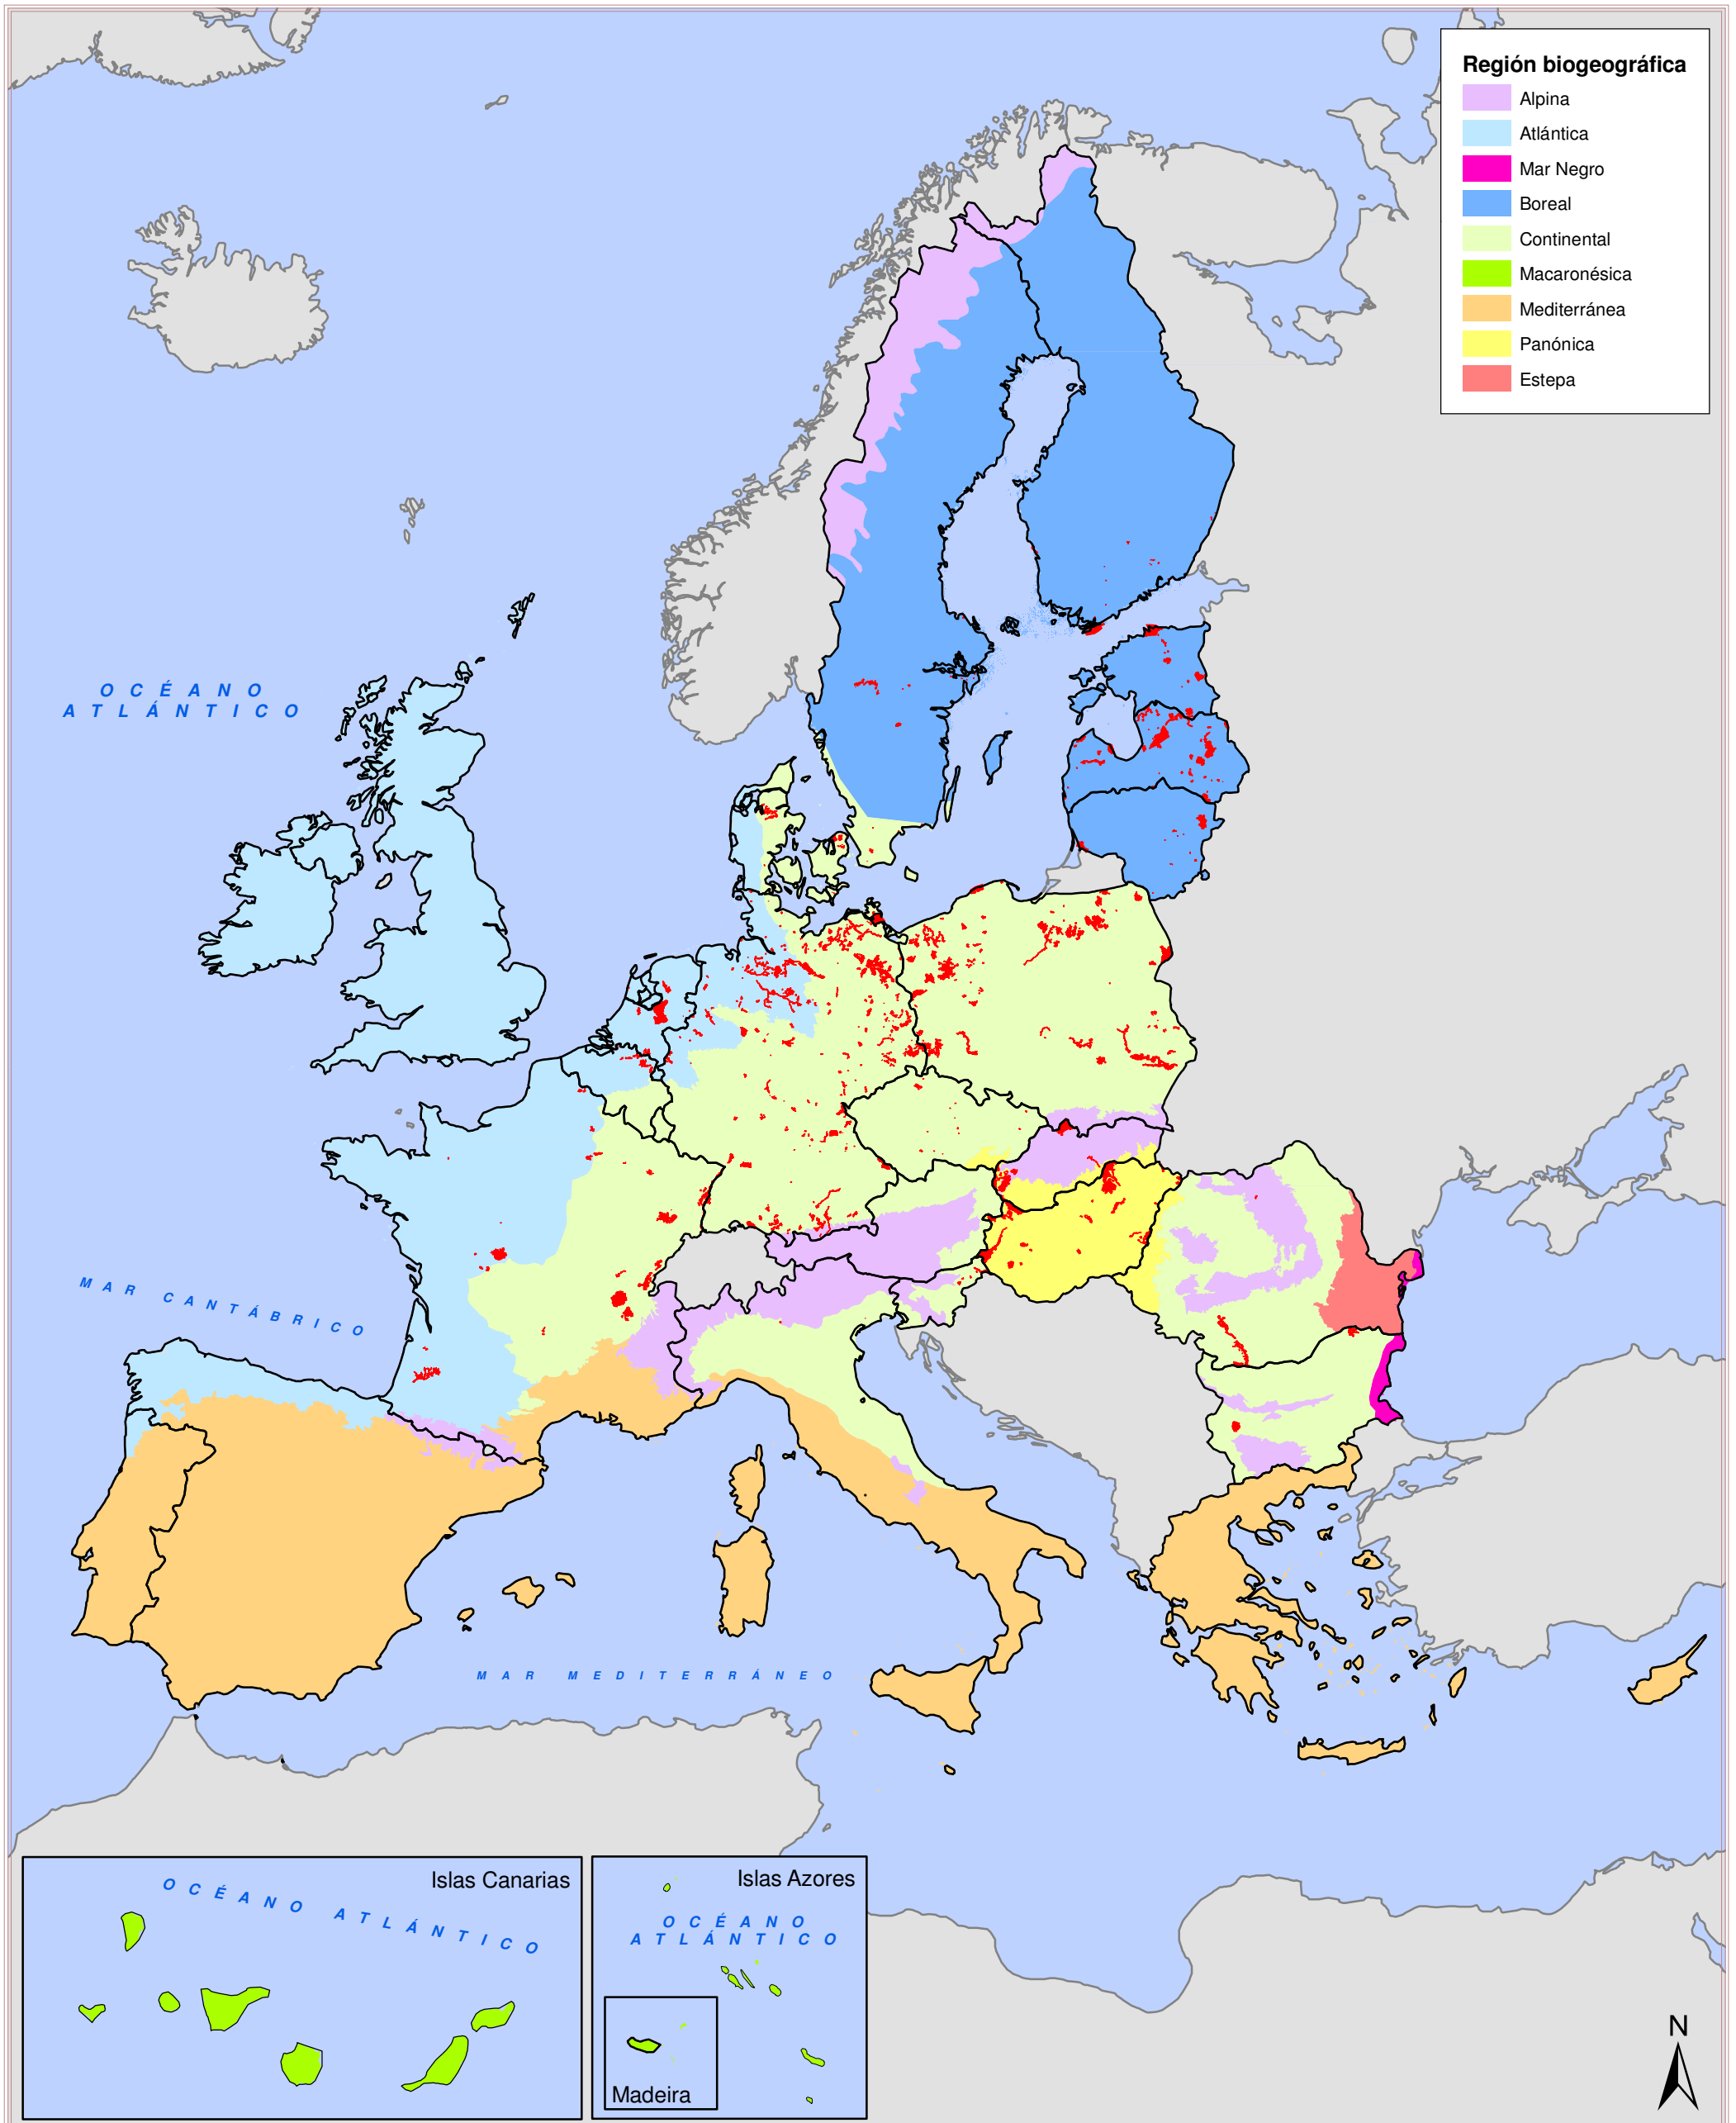 Región biogeográfica
Alpina
Atlántica
Mar Negro
Boreal
Continental
Macaronésica
Mediterránea
Panónica
Estepa
OCÉANO
ATLÁNTICO
MAR CANTÁBRICO
MAR MEDITERRÁNEO
Islas Canarias
OCÉANO ATLÁNTICO
Islas Azores
OCÉANO
ATLÁNTICO
Madeira
N